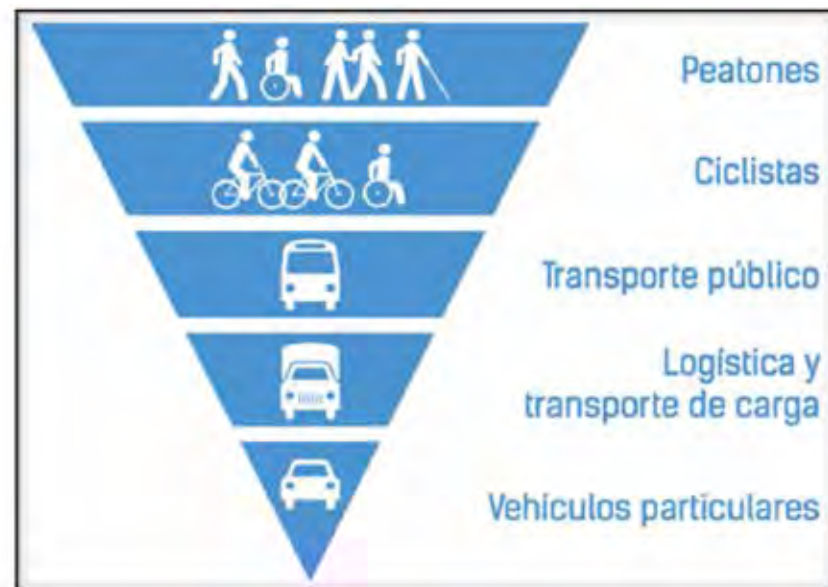 Peatones
Ciclistas
Transporte público
Logística y
transporte de carga
Vehículos particulares